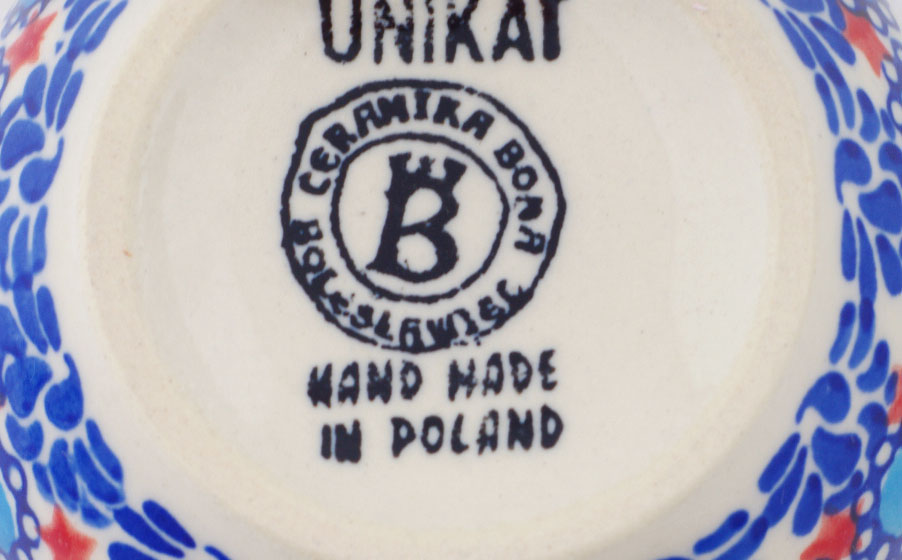 UNIKAT
CERAMIKA BONA
BOLESŁAWIEC
B
HAND MADE
IN POLAND